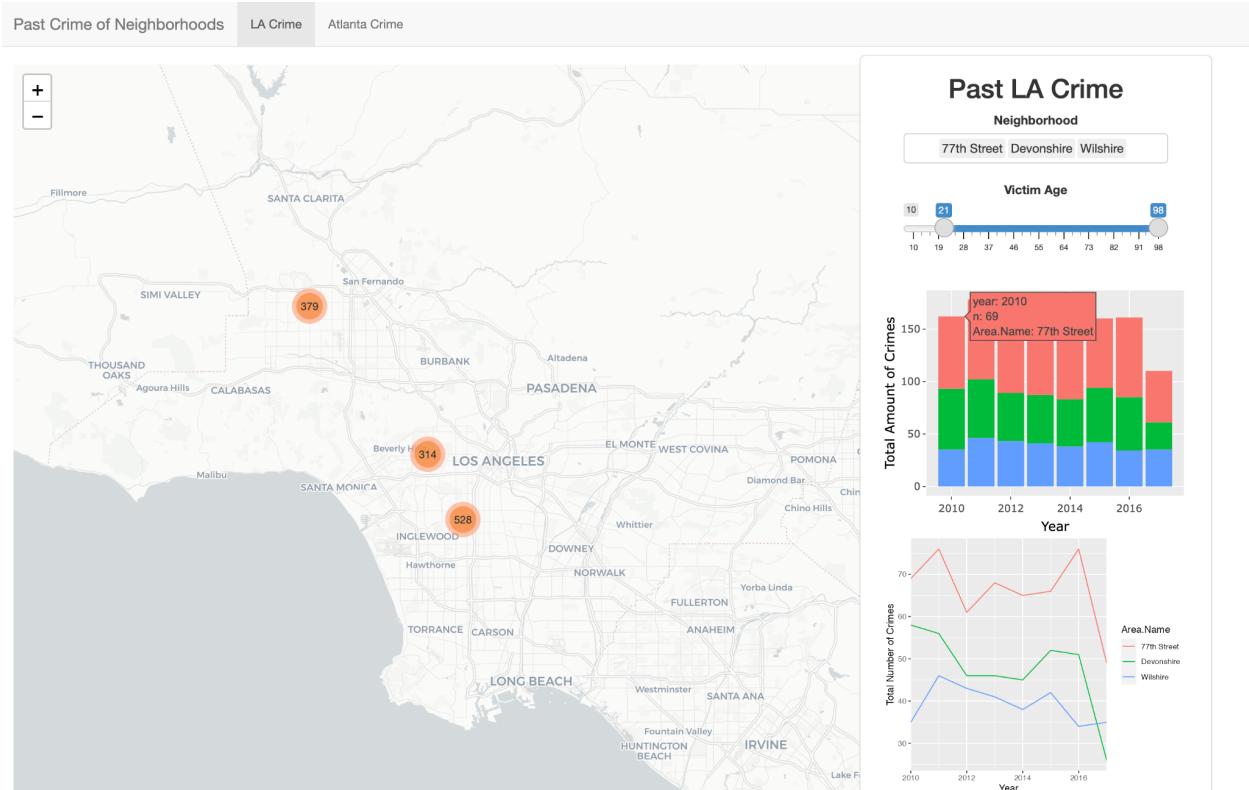 Past Crime of Neighborhoods LA Crime Atlanta Crime
+
−
Fillmore
SANTA CLARITA
San Fernando
SIMI VALLEY
379
THOUSAND
OAKS
BURBANK
Altadena
Agoura Hills
CALABASAS
PASADENA
Beverly H
314
LOS ANGELES
EL MONTE
WEST COVINA
POMONA
Malibu
SANTA MONICA
Diamond Bar
Chin
Chino Hills
528
INGLEWOOD
Whittier
Hawthorne
DOWNEY
NORWALK
Yorba Linda
FULLERTON
TORRANCE
CARSON
ANAHEIM
LONG BEACH
Westminster
SANTA ANA
Fountain Valley
HUNTINGTON
BEACH
IRVINE
Lake F
Past LA Crime
Neighborhood
77th Street Devonshire Wilshire
Victim Age
10 21 98
10 19 28 37 46 55 64 73 82 91 98
Total Amount of Crimes
150
100
50
0
year: 2010
n: 69
Area.Name: 77th Street
2010 2012 2014 2016
Year
Total Number of Crimes
70
60
50
40
30
2010 2012 2014 2016
Year
Area.Name
77th Street
Devonshire
Wilshire